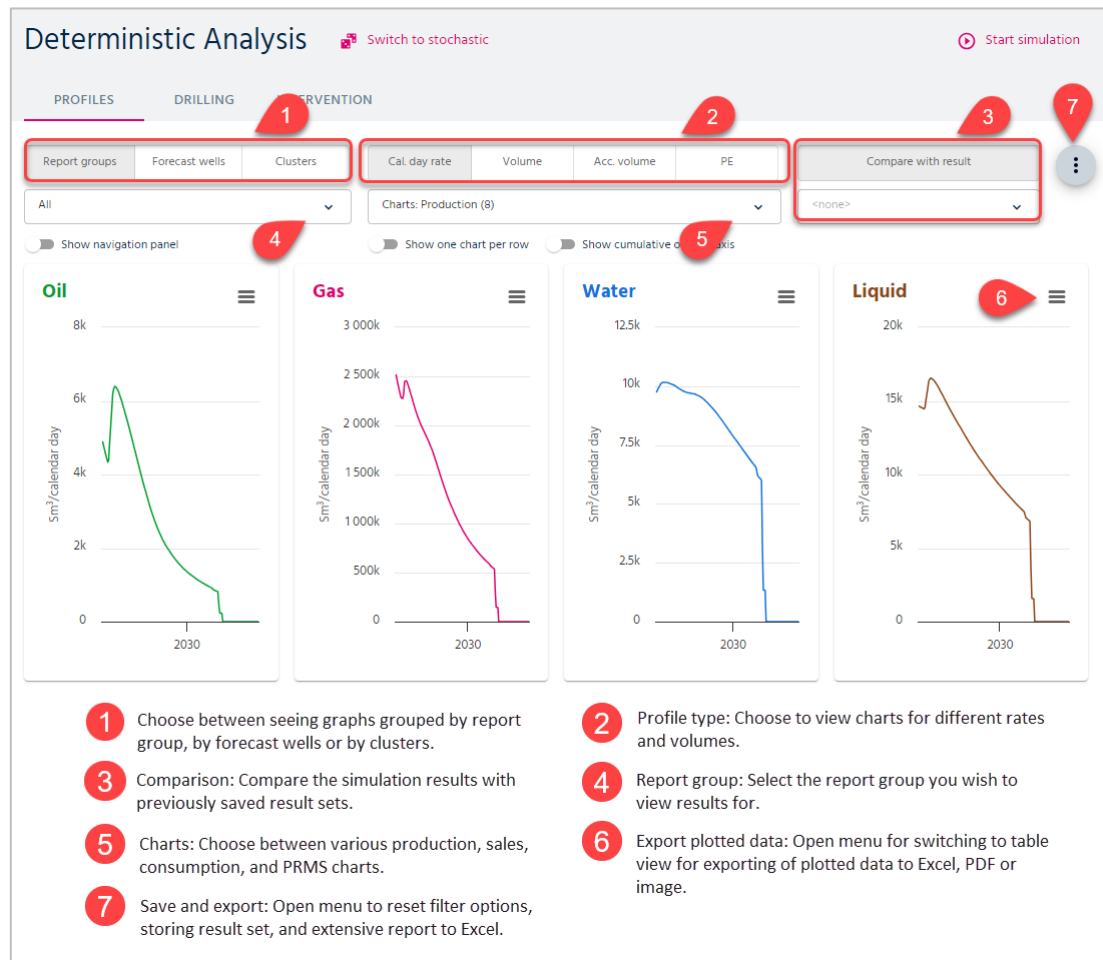 Deterministic Analysis
Switch to stochastic
Start simulation
PROFILES
DRILLING
ERVENTION
1
2
3
7
Report groups
Forecast wells
Clusters
Cal. day rate
Volume
Acc. volume
PE
Compare with result
All
Charts: Production (8)
<none>
4
5
Show navigation panel
Show one chart per row
Show cumulative o
axis
Oil
Gas
Water
Liquid
6
8k
6k
4k
2k
0
Sm³/calendar day
2030
3 000k
2 500k
2 000k
1500k
1000k
500k
0
Sm³/calendar day
2030
12.5k
10k
7.5k
5k
2.5k
0
Sm³/calendar day
2030
20k
15k
10k
5k
0
Sm³/calendar day
2030
1 Choose between seeing graphs grouped by report
group, by forecast wells or by clusters.
2 Profile type: Choose to view charts for different rates
and volumes.
3 Comparison: Compare the simulation results with
previously saved result sets.
4 Report group: Select the report group you wish to
view results for.
5 Charts: Choose between various production, sales,
consumption, and PRMS charts.
6 Export plotted data: Open menu for switching to table
view for exporting of plotted data to Excel, PDF or
image.
7 Save and export: Open menu to reset filter options,
storing result set, and extensive report to Excel.